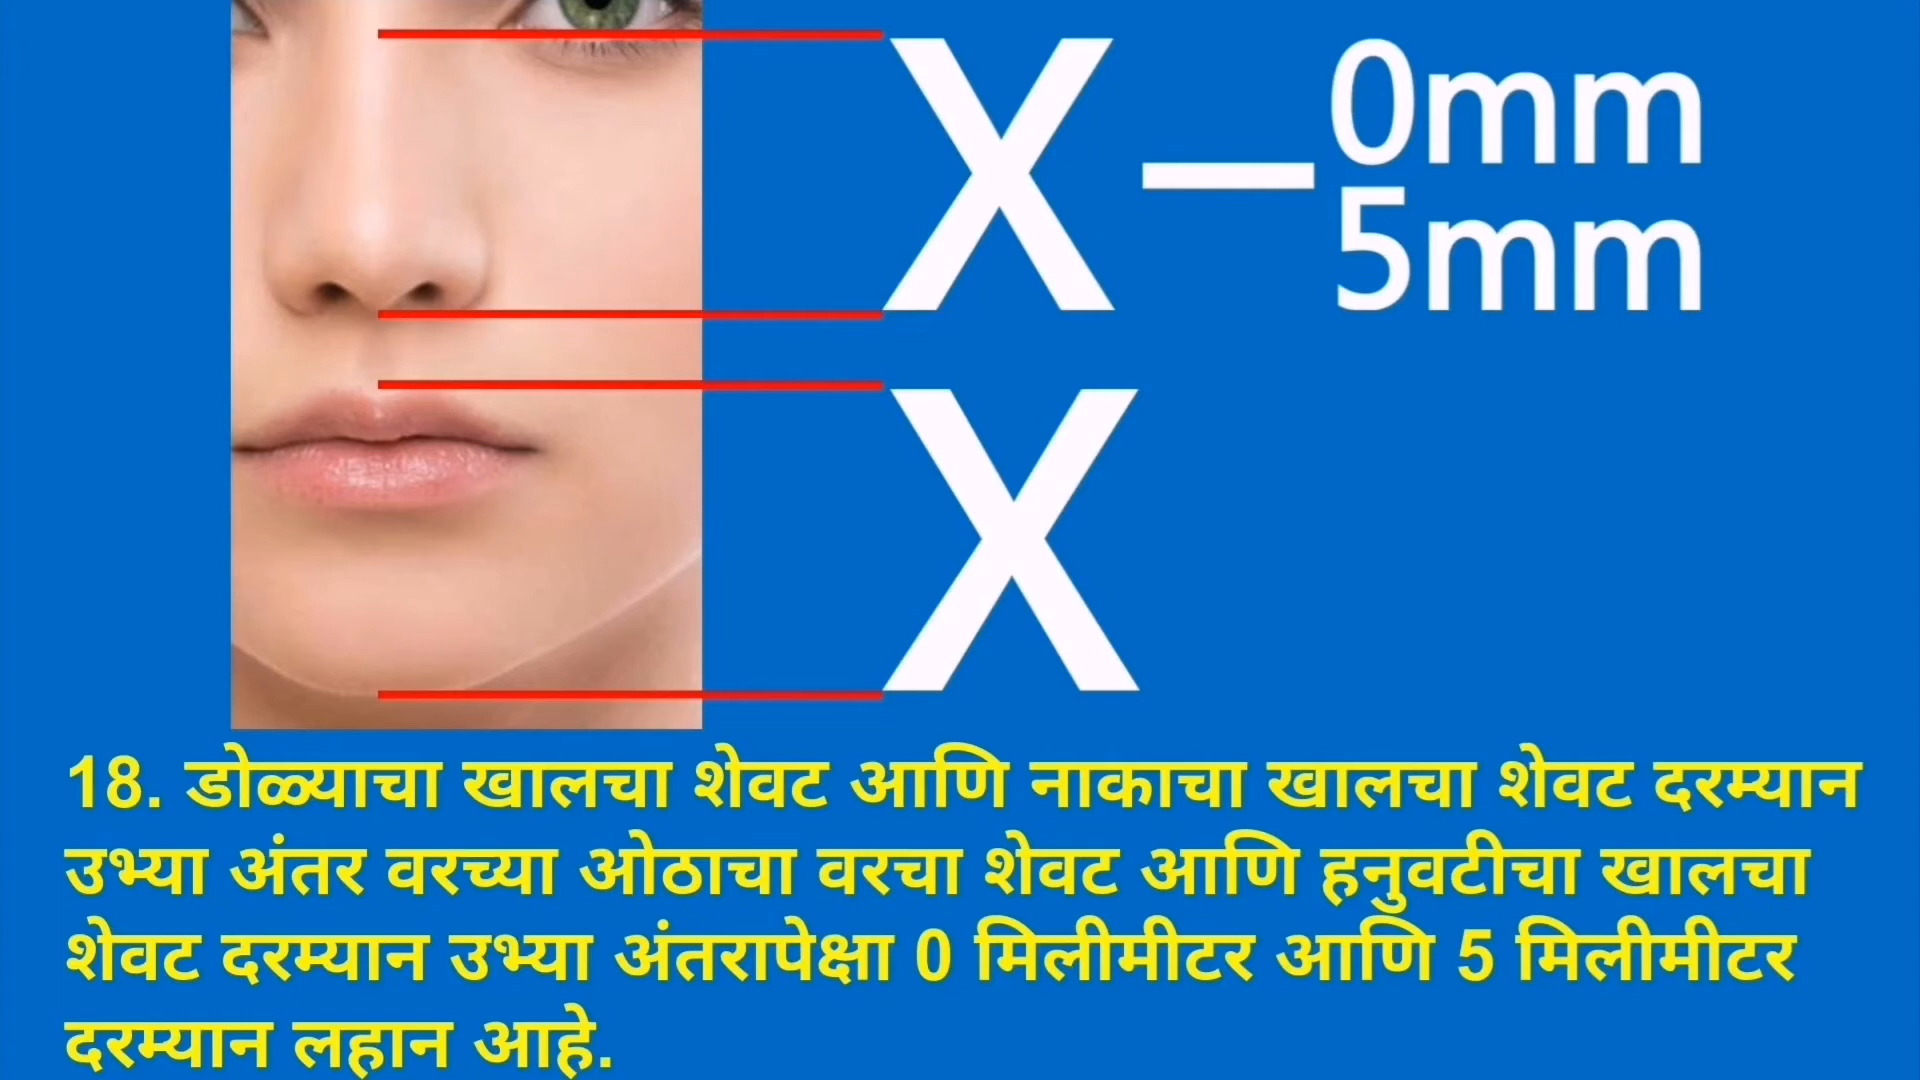 X – 0mm
5mm
X
18. डोळ्याचा खालचा शेवट आणि नाकाचा खालचा शेवट दरम्यान
उभ्या अंतर वरच्या ओठाचा वरचा शेवट आणि हनुवटीचा खालचा
शेवट दरम्यान उभ्या अंतरापेक्षा 0 मिलीमीटर आणि 5 मिलीमीटर
दरम्यान लहान आहे.